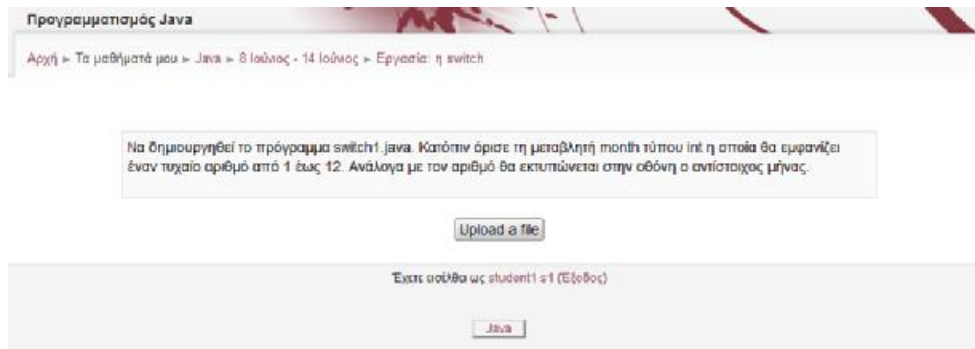 Προγραμματισμός Java
Αρχή ► Τα μαθήματά μου ► Java ► 8 Ιούνιος - 14 Ιούνιος ► Εργασία: η switch
Να δημιουργηθεί το πρόγραμμα switch1.java. Κατόπιν όρισε τη μεταβλητή month τύπου int η οποία θα εμφανίζει
έναν τυχαίο αριθμό από 1 έως 12. Ανάλογα με τον αριθμό θα εκτυπώνεται στην οθόνη ο αντίστοιχος μήνας.
Upload a file
Έχετε εισέλθει ως student1 s1 (Έξοδος)
Java